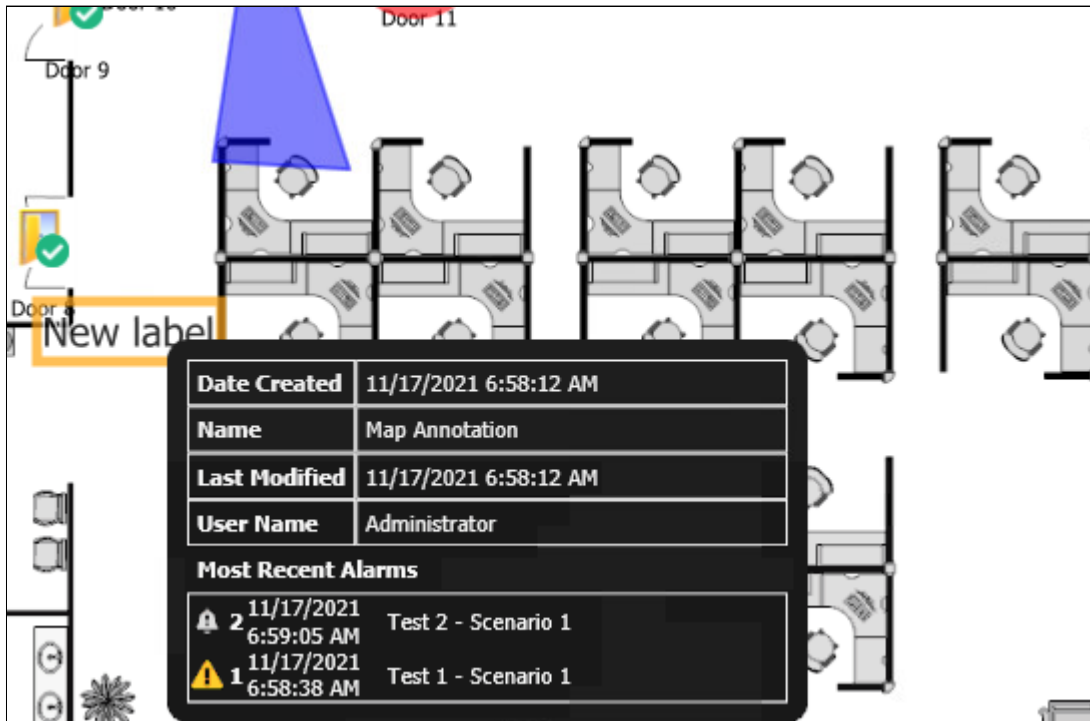 Door 11
Door 9
Door 8
New label
Date Created 11/17/2021 6:58:12 AM
Name Map Annotation
Last Modified 11/17/2021 6:58:12 AM
User Name Administrator
Most Recent Alarms
2 11/17/2021 6:59:05 AM Test 2 - Scenario 1
1 11/17/2021 6:58:38 AM Test 1 - Scenario 1